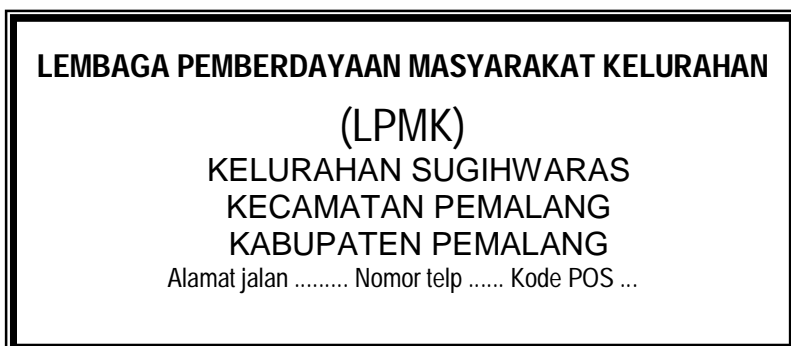 LEMBAGA PEMBERDAYAAN MASYARAKAT KELURAHAN
(LPMK)
KELURAHAN SUGIHWARAS
KECAMATAN PEMALANG
KABUPATEN PEMALANG
Alamat jalan ......... Nomor telp ...... Kode POS ...